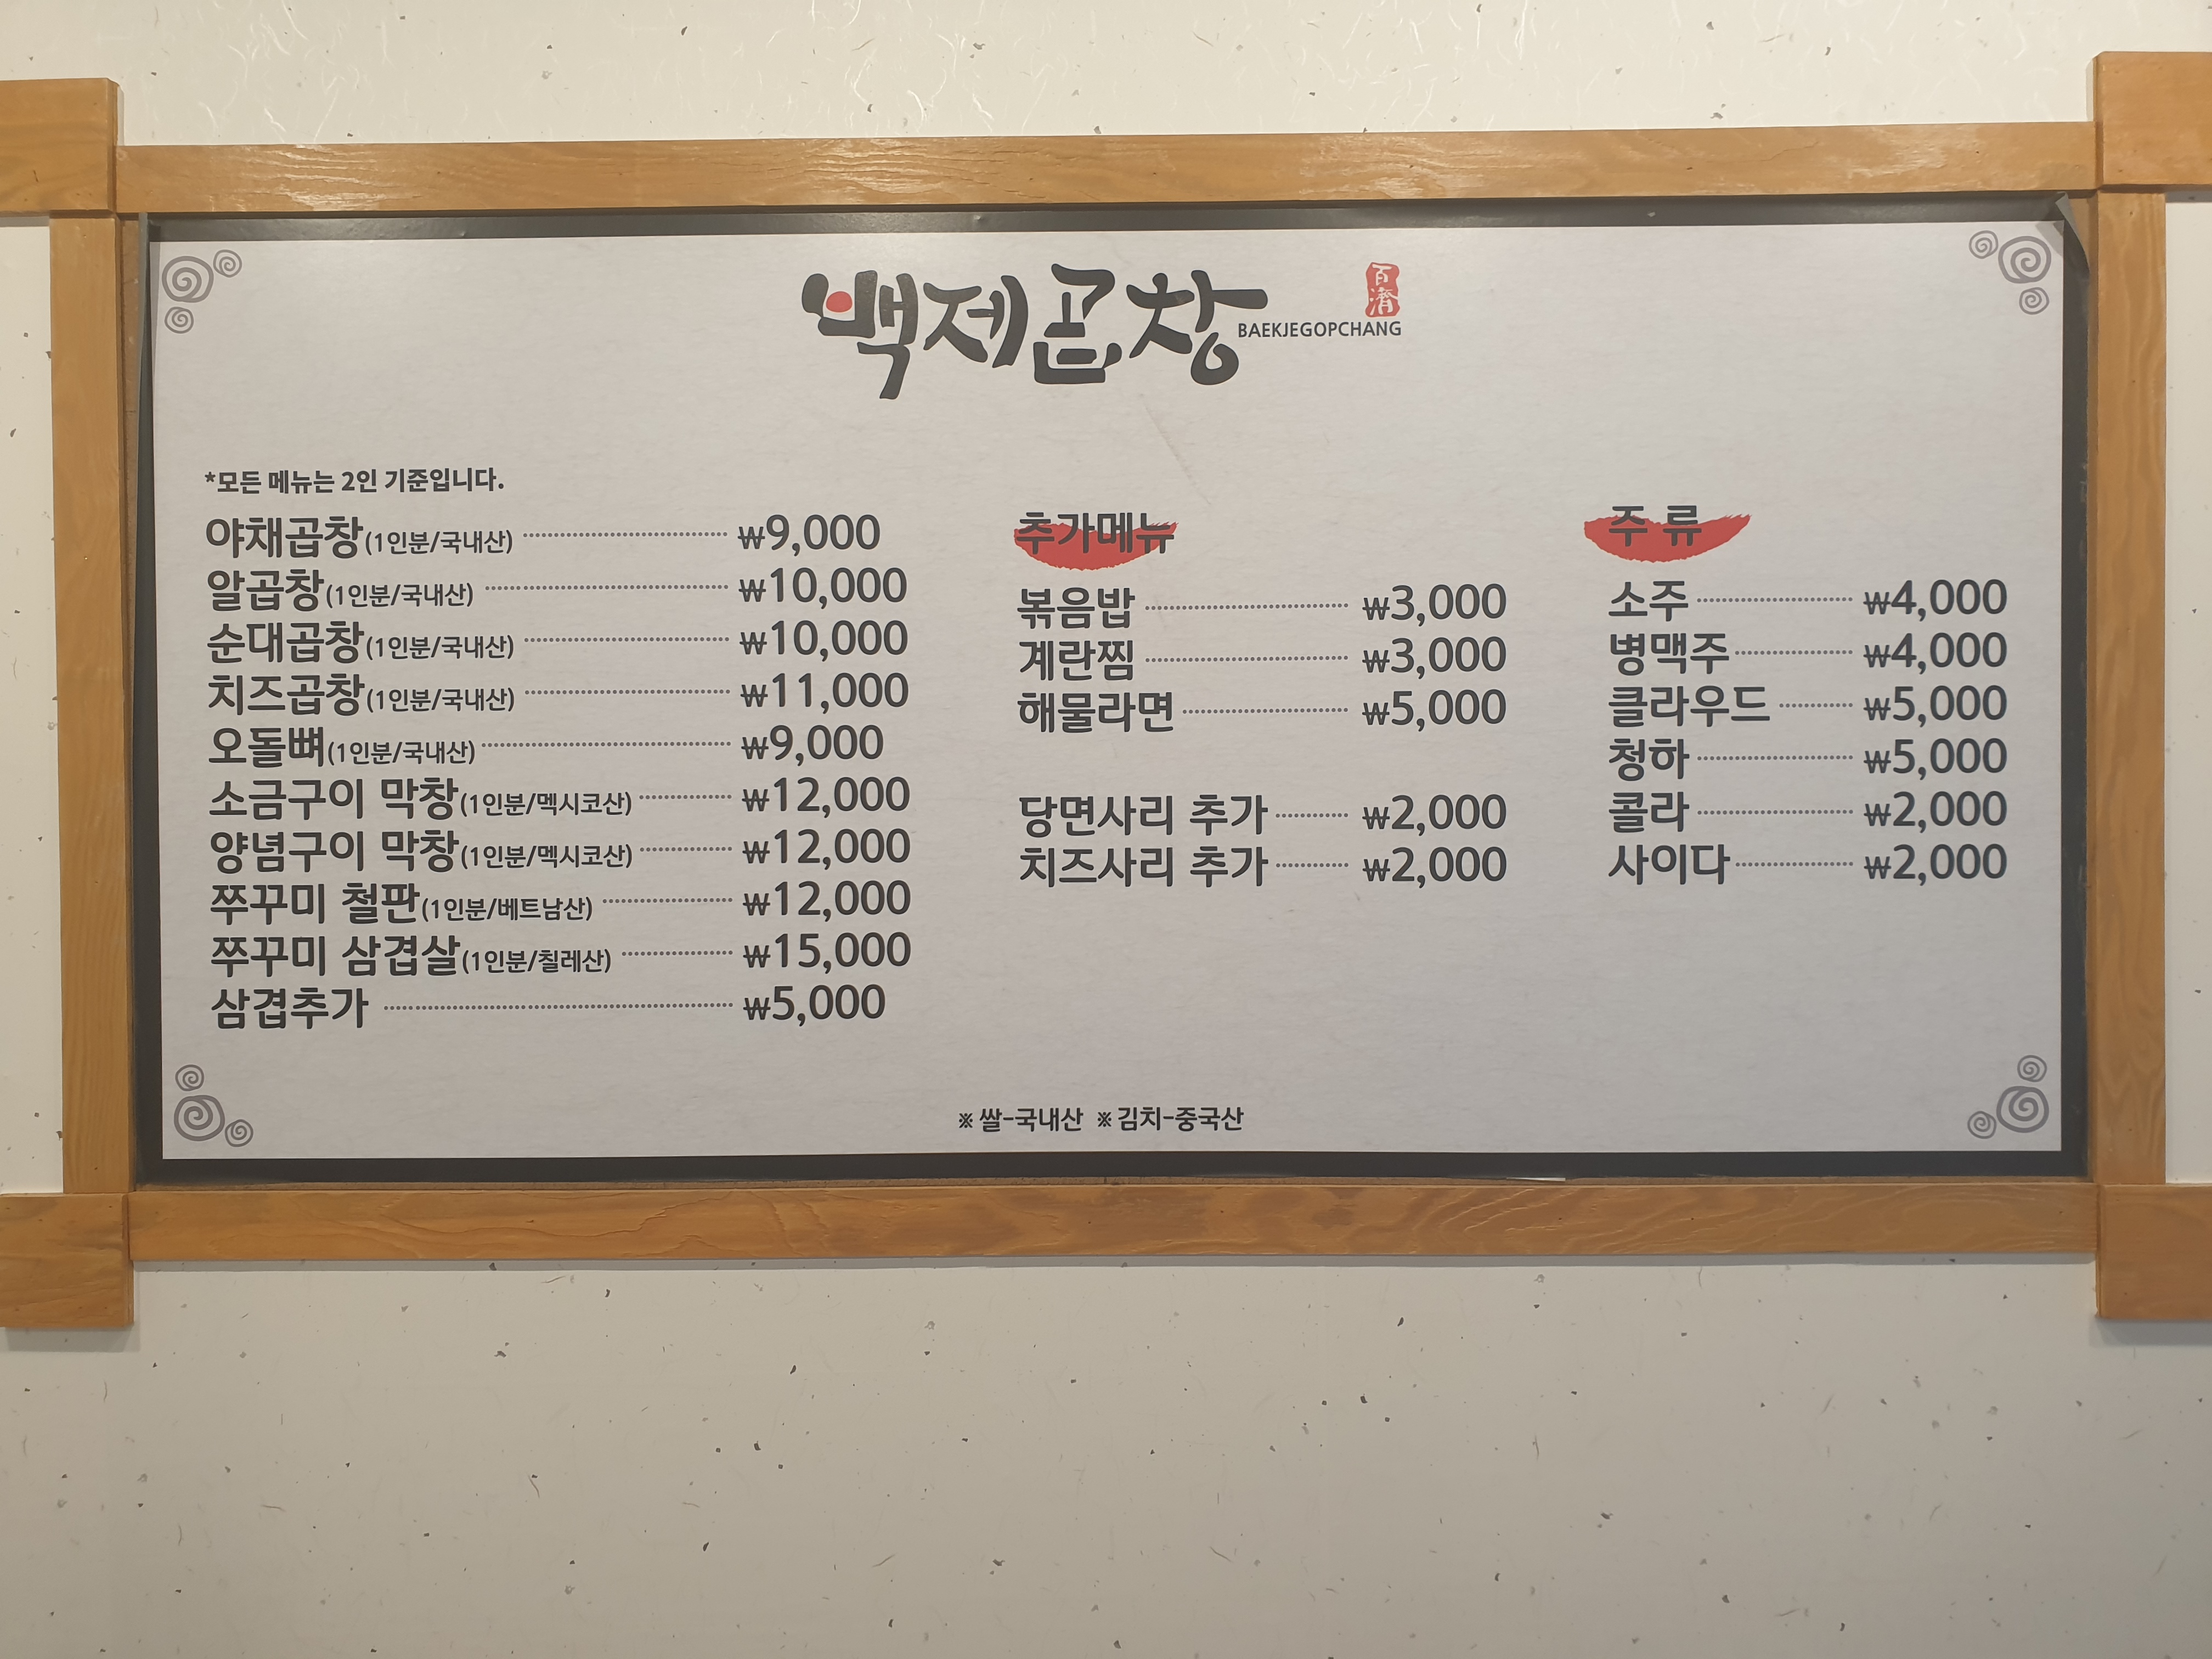 백제곱창
百濟
BAEKJEGOPCHANG
*모든 메뉴는 2인 기준입니다.
야채곱창(1인분/국내산) ₩9,000
알곱창(1인분/국내산) ₩10,000
순대곱창(1인분/국내산) ₩10,000
치즈곱창(1인분/국내산) ₩11,000
오돌뼈(1인분/국내산) ₩9,000
소금구이 막창(1인분/멕시코산) ₩12,000
양념구이 막창(1인분/멕시코산) ₩12,000
쭈꾸미 철판(1인분/베트남산) ₩12,000
쭈꾸미 삼겹살(1인분/칠레산) ₩15,000
삼겹추가 ₩5,000
추가메뉴
볶음밥 ₩3,000
계란찜 ₩3,000
해물라면 ₩5,000
당면사리 추가 ₩2,000
치즈사리 추가 ₩2,000
주 류
소주 ₩4,000
병맥주 ₩4,000
클라우드 ₩5,000
청하 ₩5,000
콜라 ₩2,000
사이다 ₩2,000
※쌀-국내산 ※김치-중국산